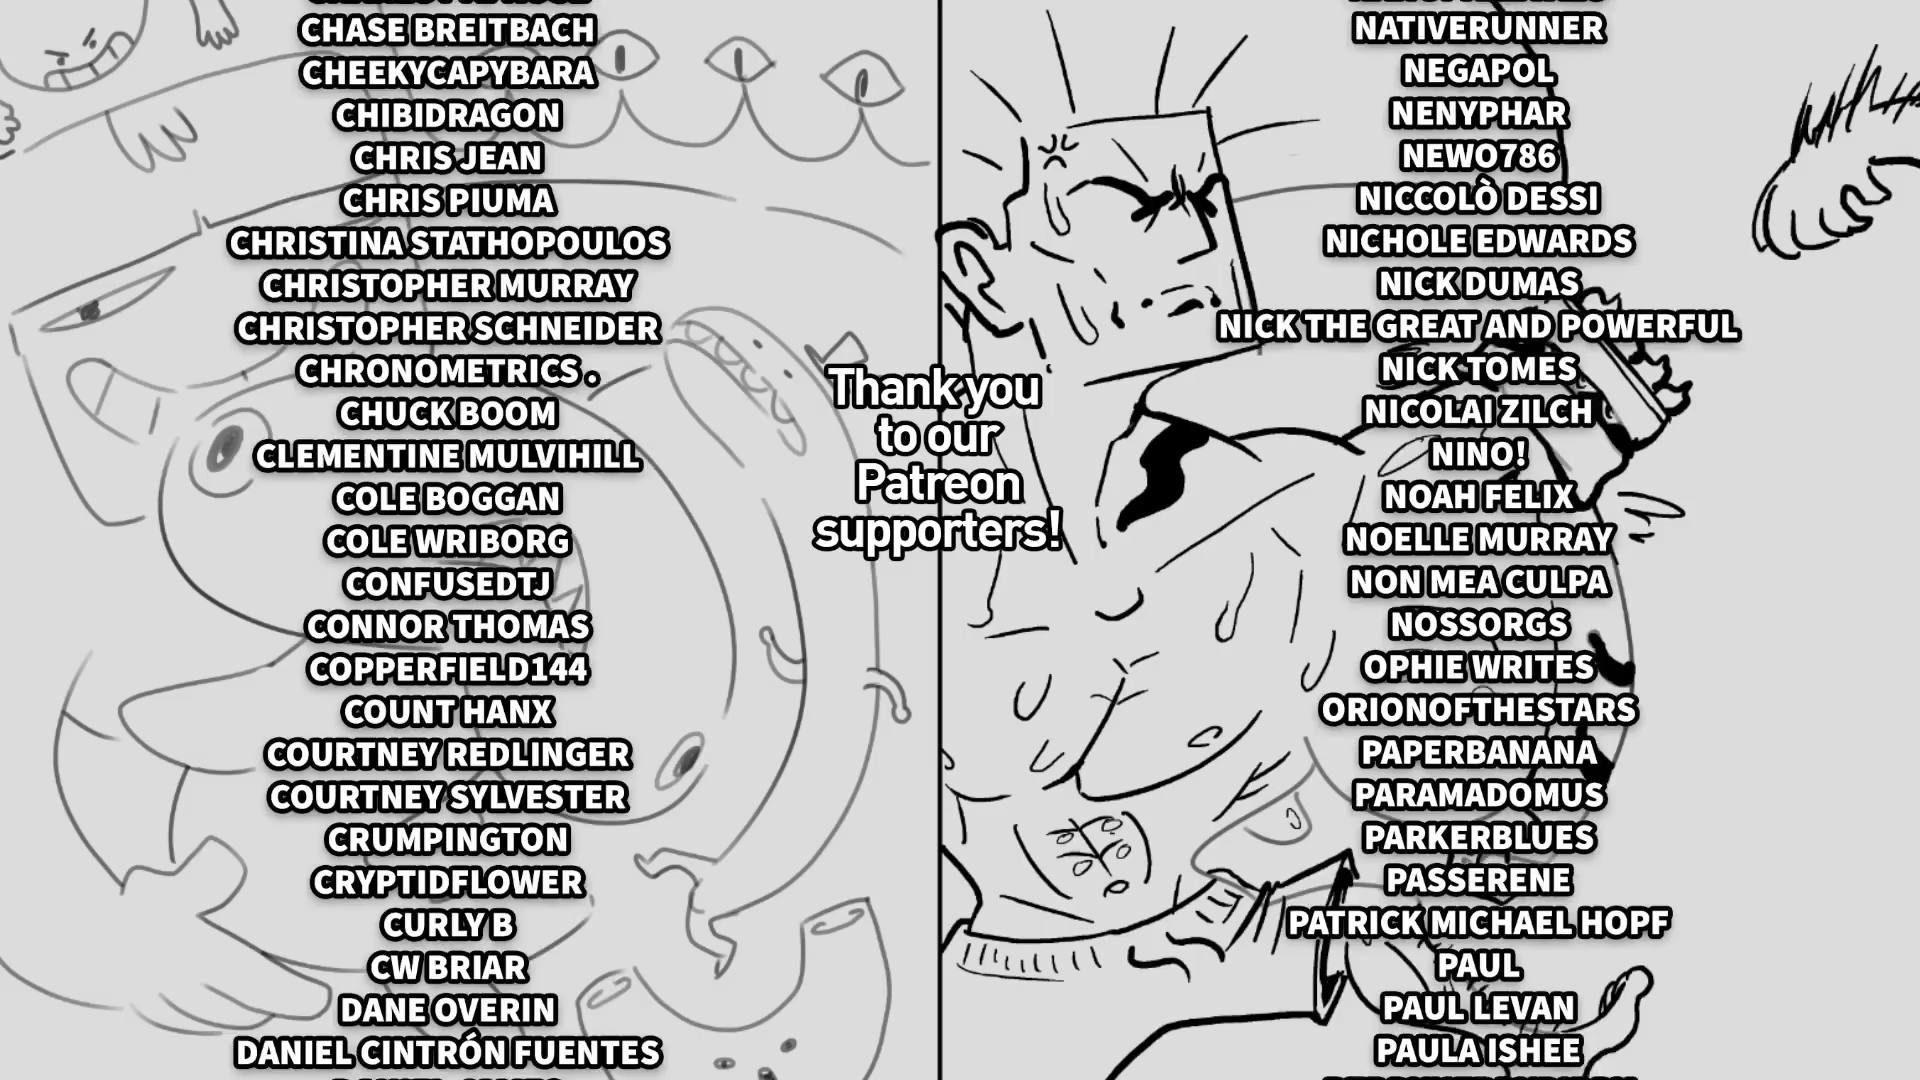 CHASE BREITBACH
CHEEKYCAPYBARA
CHIBIDRAGON
CHRIS JEAN
CHRIS PIUMA
CHRISTINA STATHOPOULOS
CHRISTOPHER MURRAY
CHRISTOPHER SCHNEIDER
CHRONOMETRICS .
CHUCK BOOM
CLEMENTINE MULVIHILL
COLE BOGGAN
COLE WRIBORG
CONFUSEDTJ
CONNOR THOMAS
COPPERFIELD144
COUNT HANX
COURTNEY REDLINGER
COURTNEY SYLVESTER
CRUMPINGTON
CRYPTIDFLOWER
CURLY B
CW BRIAR
DANE OVERIN
DANIEL CINTRÓN FUENTES
Thank you
to our
Patreon
supporters!
NATIVERUNNER
NEGAPOL
NENYPHAR
NEWO786
NICCOLÒ DESSI
NICHOLE EDWARDS
NICK DUMAS
NICK THE GREAT AND POWERFUL
NICK TOMES
NICOLAI ZILCH
NINO!
NOAH FELIX
NOELLE MURRAY
NON MEA CULPA
NOSSORGS
OPHIE WRITES
ORIONOFTHESTARS
PAPERBANANA
PARAMADOMUS
PARKERBLUES
PASSERENE
PATRICK MICHAEL HOPF
PAUL
PAUL LEVAN
PAULA ISHEE